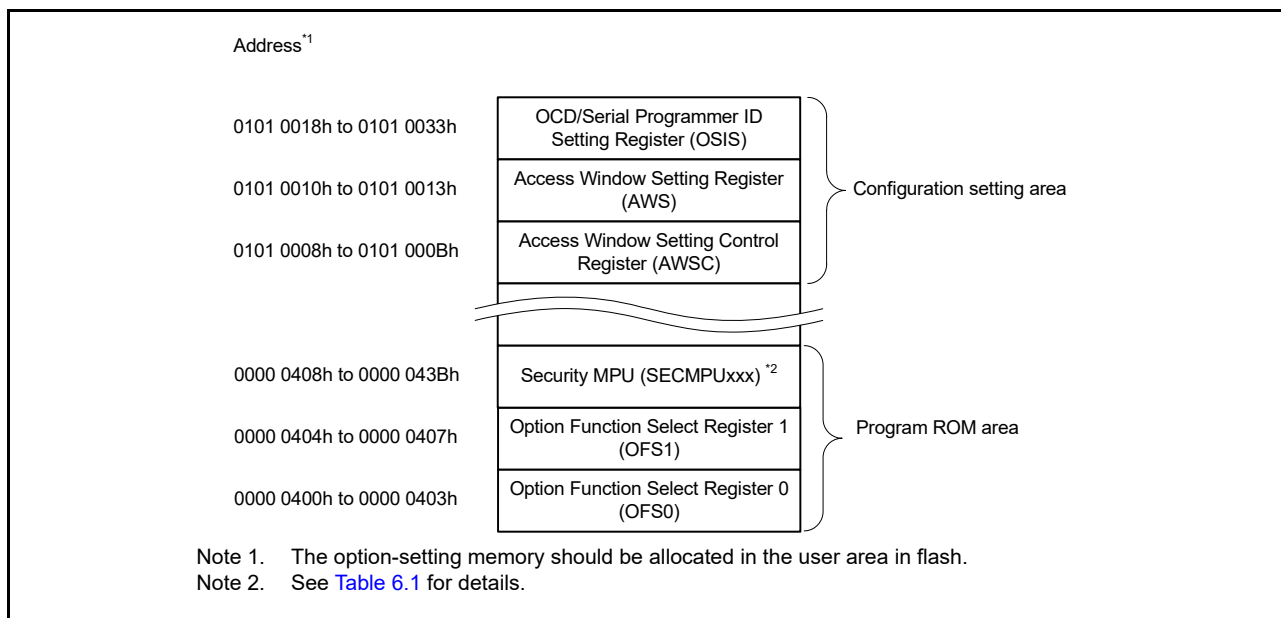 Address*1
0101 0018h to 0101 0033h
OCD/Serial Programmer ID
Setting Register (OSIS)
0101 0010h to 0101 0013h
Access Window Setting Register
(AWS)
Configuration setting area
0101 0008h to 0101 000Bh
Access Window Setting Control
Register (AWSC)
0000 0408h to 0000 043Bh
Security MPU (SECMPUxxx) *2
0000 0404h to 0000 0407h
Option Function Select Register 1
(OFS1)
Program ROM area
0000 0400h to 0000 0403h
Option Function Select Register 0
(OFS0)
Note 1. The option-setting memory should be allocated in the user area in flash.
Note 2. See Table 6.1 for details.